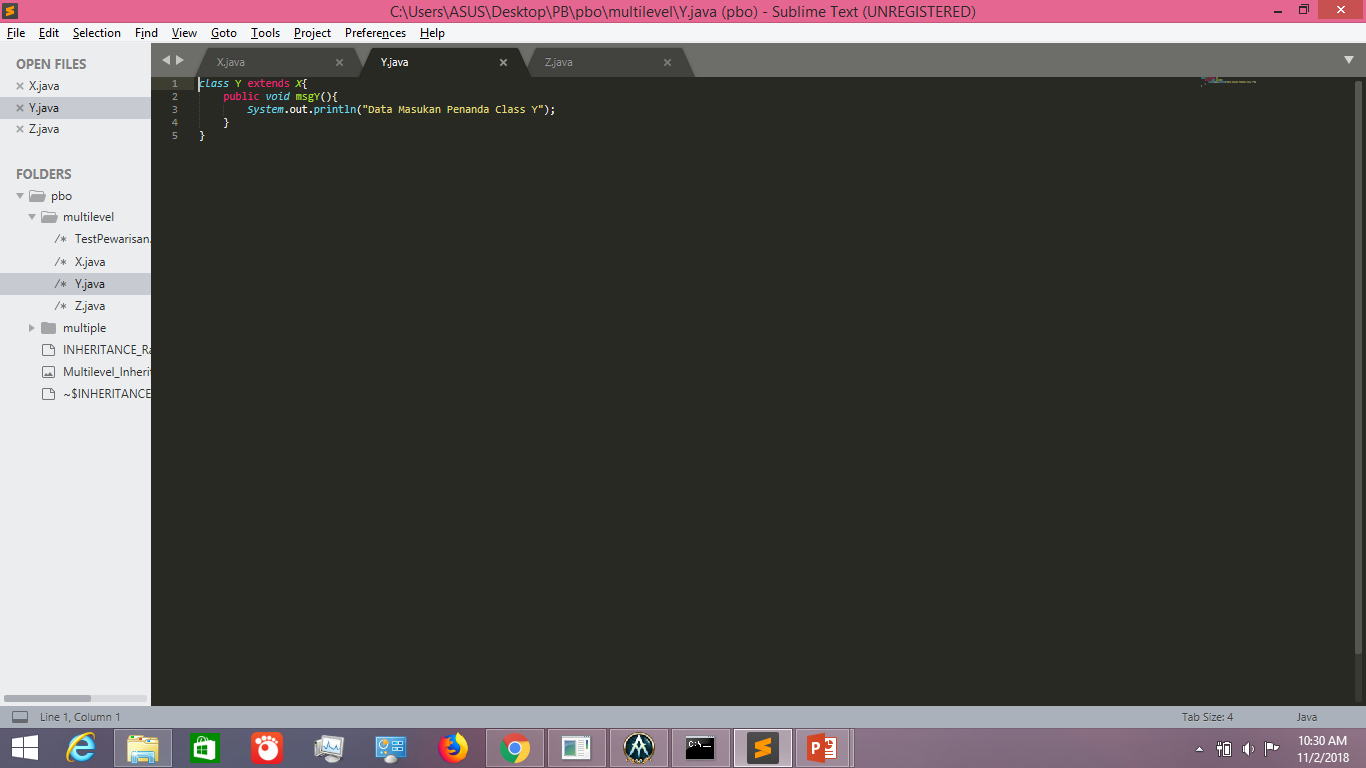 C:\Users\ASUS\Desktop\PB\pbo\multilevel\Y.java (pbo) - Sublime Text (UNREGISTERED)
File Edit Selection Find View Goto Tools Project Preferences Help
OPEN FILES
X.java
Y.java
Z.java
FOLDERS
pbo
multilevel
TestPewarisan.
X.java
Y.java
Z.java
multiple
INHERITANCE_Ra
Multilevel_Inherit
~$INHERITANCE
X.java Y.java Z.java
1 class Y extends X{
2 public void msgY(){
3 System.out.println("Data Masukan Penanda Class Y");
4 }
5 }
Line 1, Column 1 Tab Size: 4 Java
10:30 AM
11/2/2018